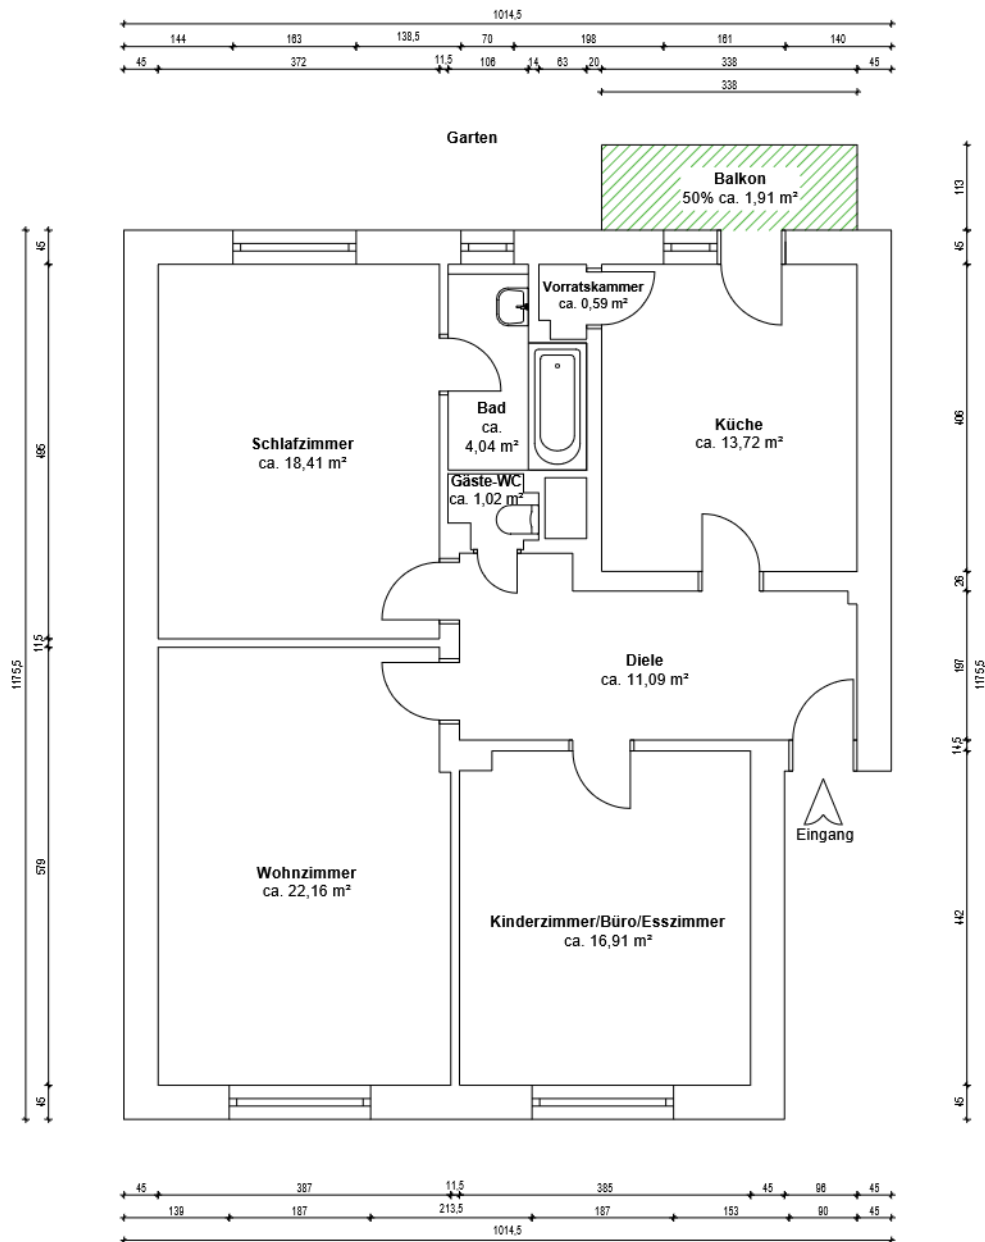 1014,5
144 163 138,5 70 198 161 140
45 372 11,5 106 14 63 20 338 45
338
Garten
Balkon
50% ca. 1,91 m²
113
45
45
Vorratskammer
ca. 0,59 m²
Bad
ca.
4,04 m²
Küche
ca. 13,72 m²
406
Schlafzimmer
ca. 18,41 m²
495
Gäste-WC
ca. 1,02 m²
26
11,5
1175,5
Diele
ca. 11,09 m²
197
1175,5
14,5
Eingang
Wohnzimmer
ca. 22,16 m²
579
Kinderzimmer/Büro/Esszimmer
ca. 16,91 m²
442
45
45
45 387 11,5 385 45 96 45
139 187 213,5 187 153 90 45
1014,5